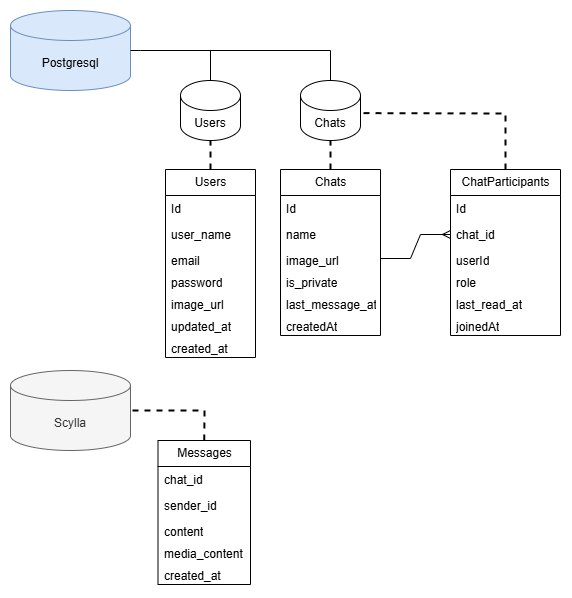 Postgresql
Users
Chats
Users
Id
user_name
email
password
image_url
updated_at
created_at
Chats
Id
name
image_url
is_private
last_message_at
createdAt
ChatParticipants
Id
chat_id
userId
role
last_read_at
joinedAt
Scylla
Messages
chat_id
sender_id
content
media_content
created_at